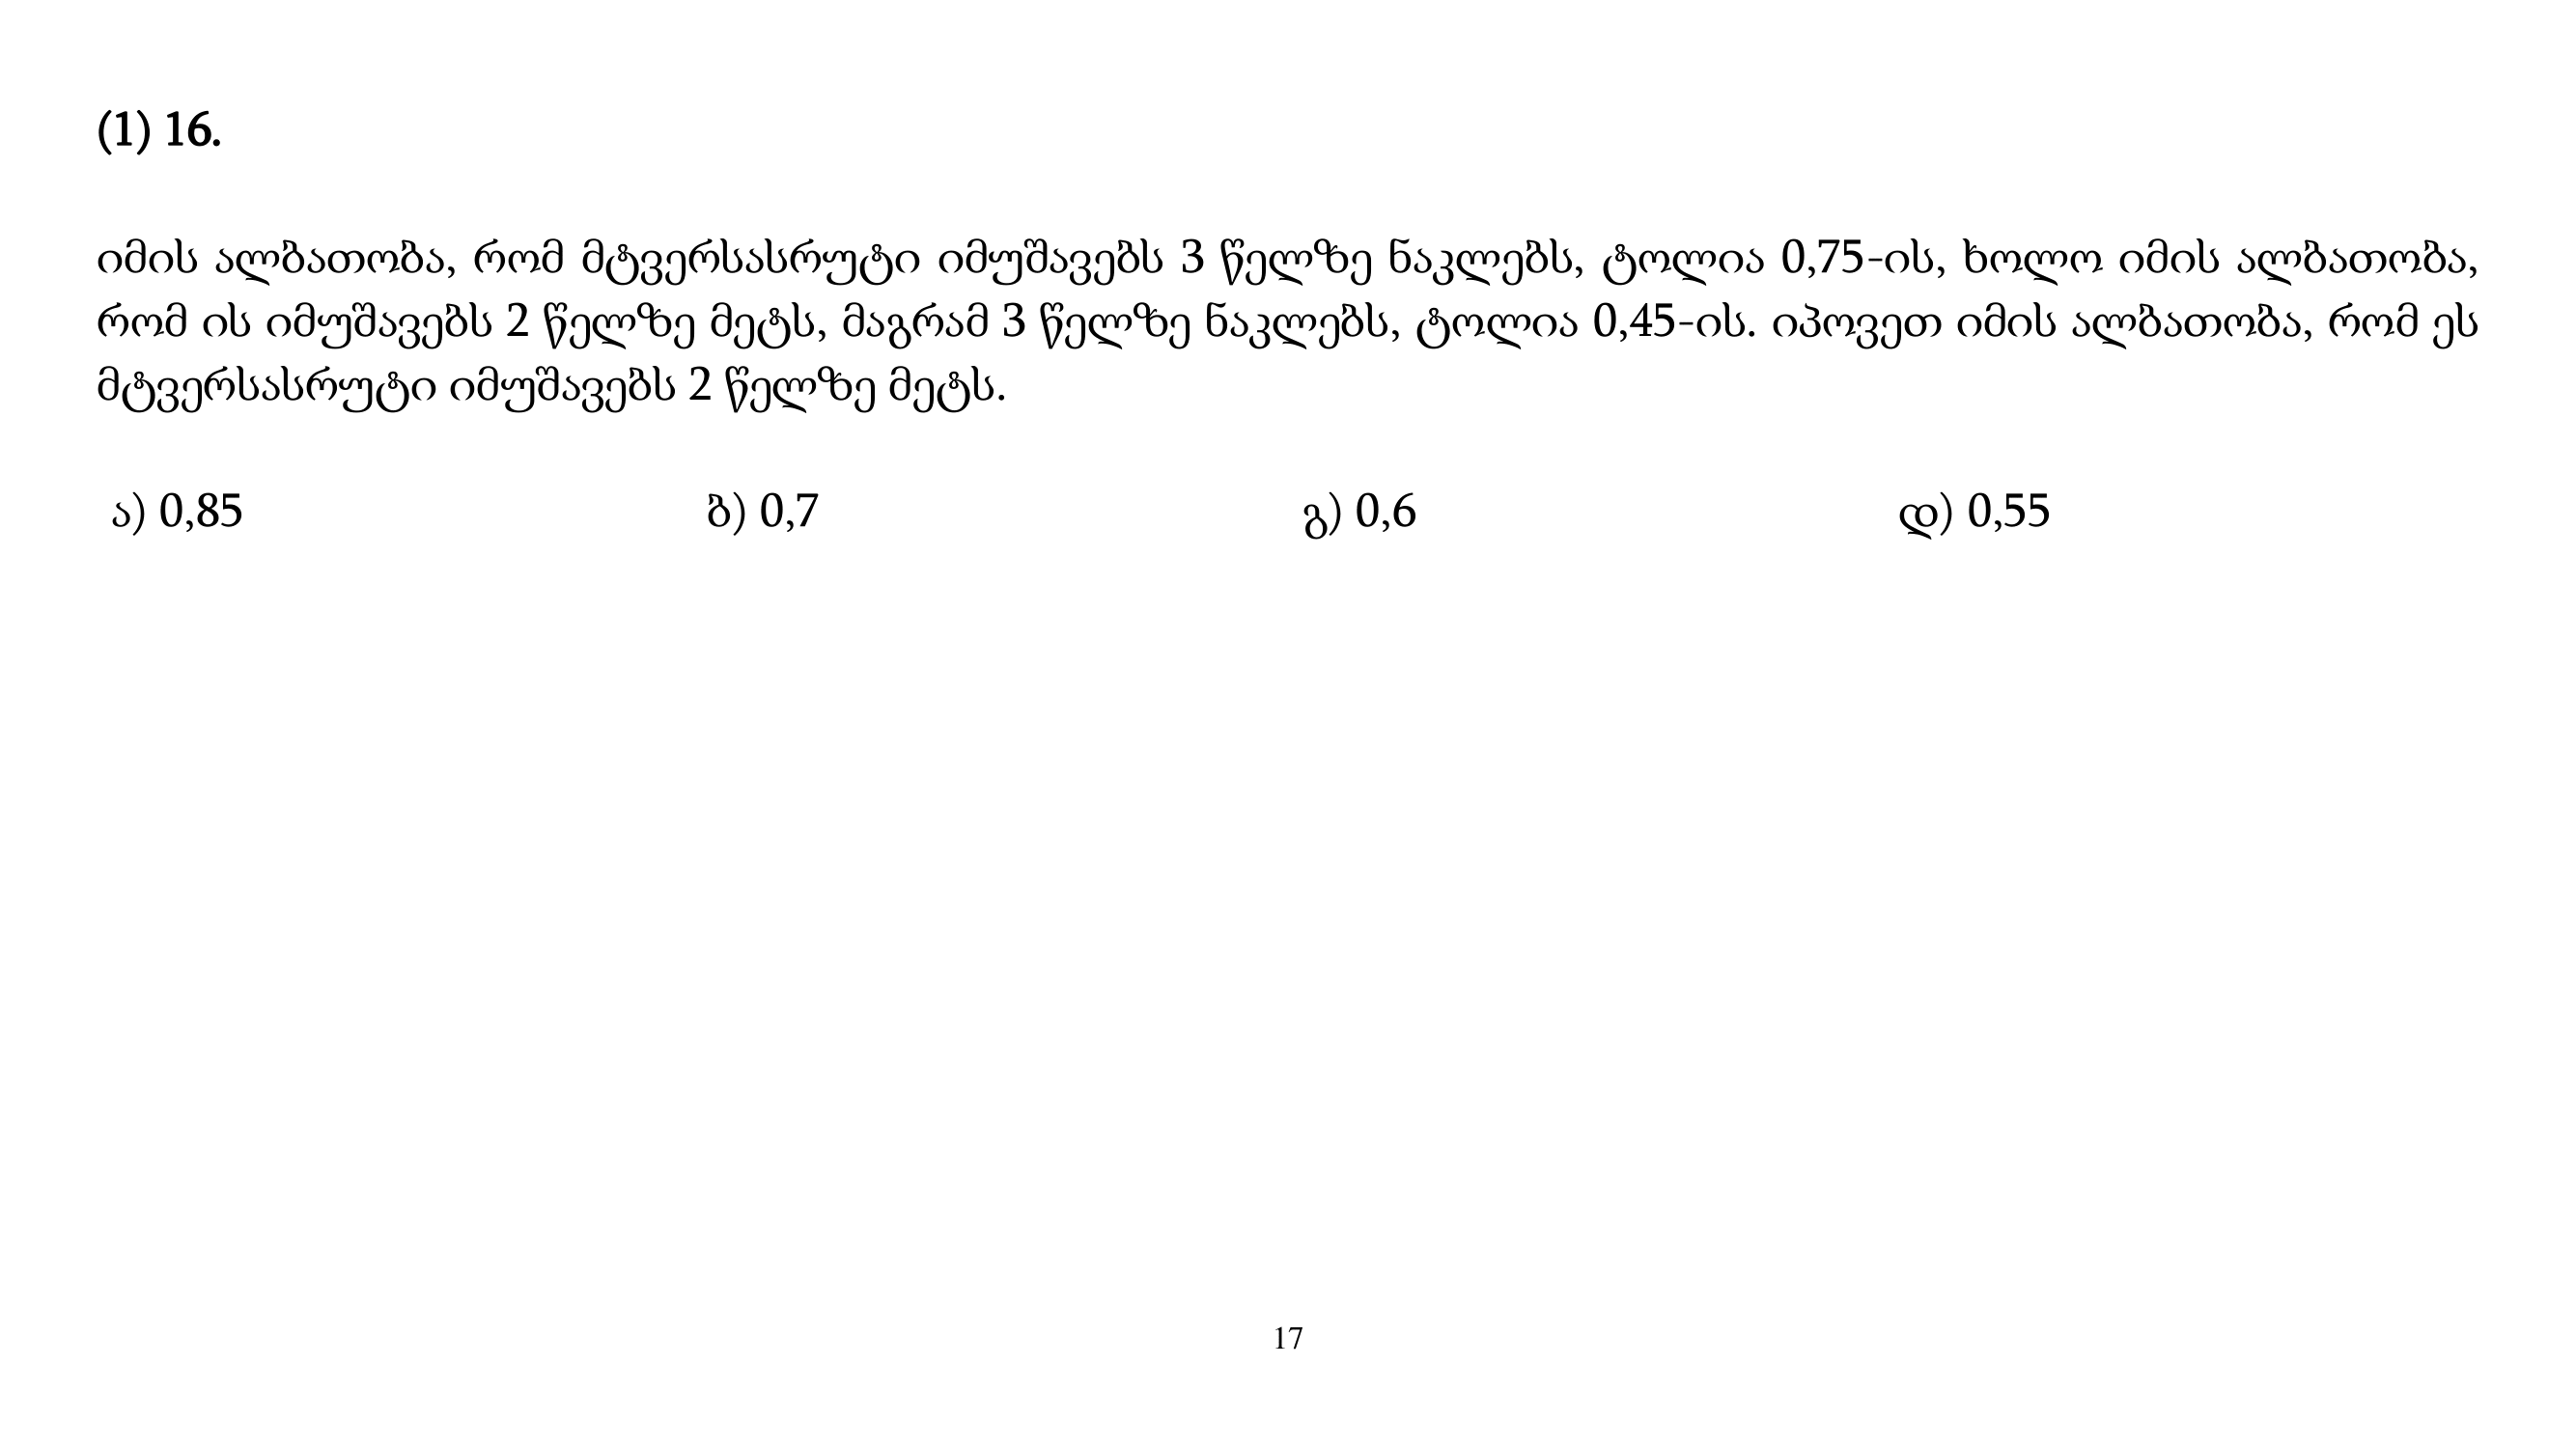 (1) 16.
იმის ალბათობა, რომ მტვერსასრუტი იმუშავებს 3 წელზე ნაკლებს, ტოლია 0,75-ის, ხოლო იმის ალბათობა,
რომ ის იმუშავებს 2 წელზე მეტს, მაგრამ 3 წელზე ნაკლებს, ტოლია 0,45-ის. იპოვეთ იმის ალბათობა, რომ ეს
მტვერსასრუტი იმუშავებს 2 წელზე მეტს.
ა) 0,85 ბ) 0,7 გ) 0,6 დ) 0,55
17